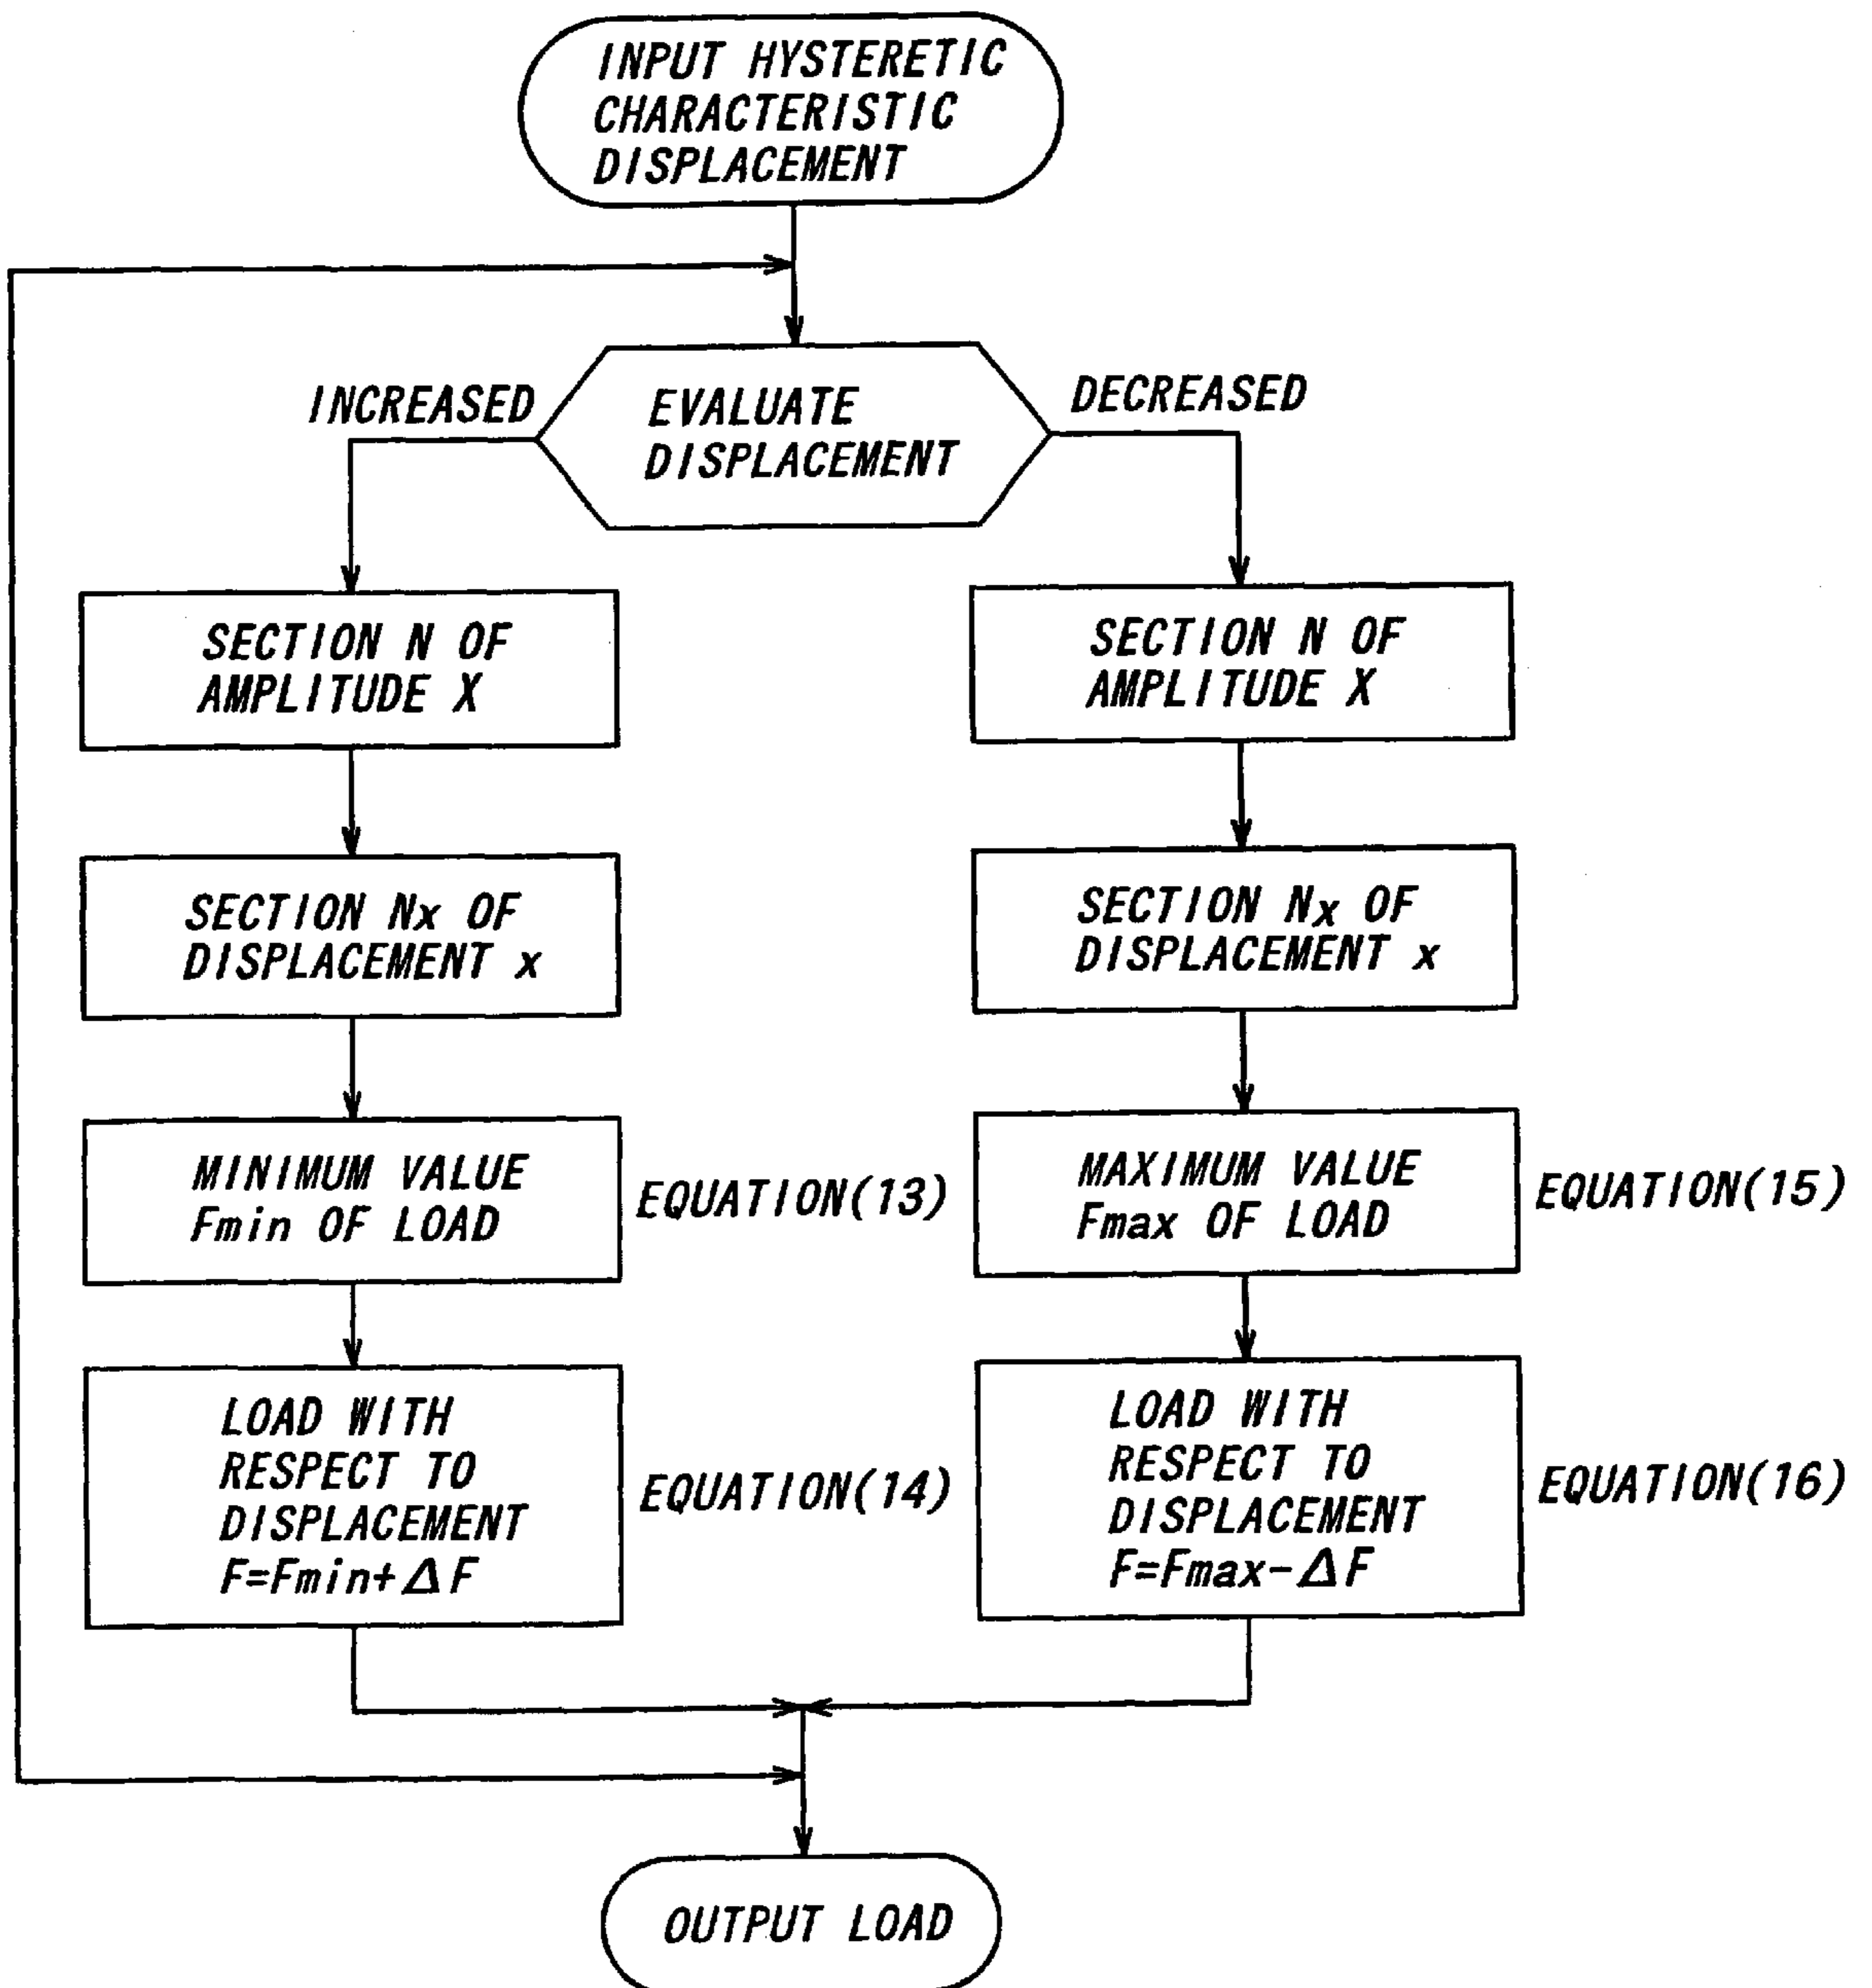 INPUT HYSTERETIC
CHARACTERISTIC
DISPLACEMENT
INCREASED
EVALUATE
DISPLACEMENT
DECREASED
SECTION N OF
AMPLITUDE X
SECTION N OF
AMPLITUDE X
SECTION Nx OF
DISPLACEMENT x
SECTION Nx OF
DISPLACEMENT x
MINIMUM VALUE
Fmin OF LOAD
EQUATION(13)
MAXIMUM VALUE
Fmax OF LOAD
EQUATION(15)
LOAD WITH
RESPECT TO
DISPLACEMENT
F=Fmin+ΔF
EQUATION(14)
LOAD WITH
RESPECT TO
DISPLACEMENT
F=Fmax-ΔF
EQUATION(16)
OUTPUT LOAD